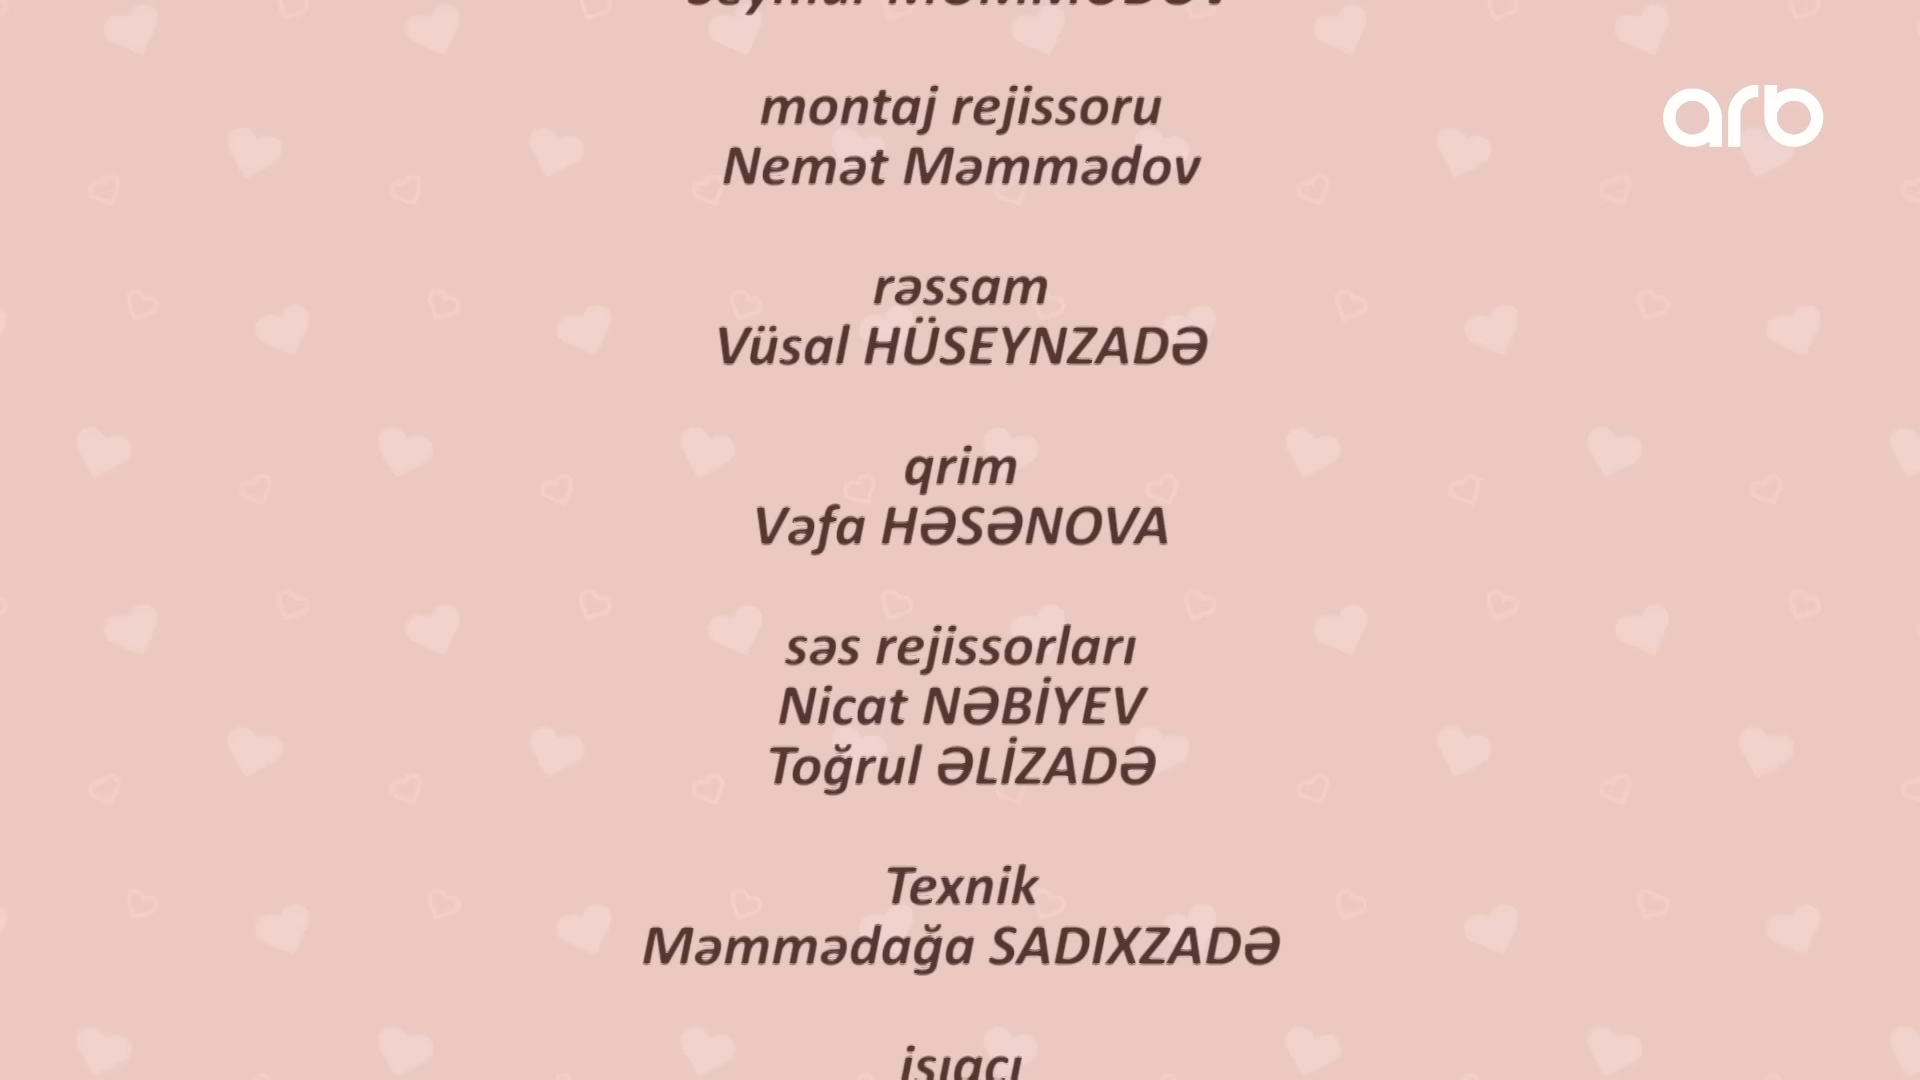 montaj rejissoru
Nemət Məmmədov
rəssam
Vüsal HÜSEYNZADƏ
qrim
Vəfa HƏSƏNOVA
səs rejissorları
Nicat NƏBİYEV
Toğrul ƏLİZADƏ
Texnik
Məmmədağa SADIXZADƏ
arb